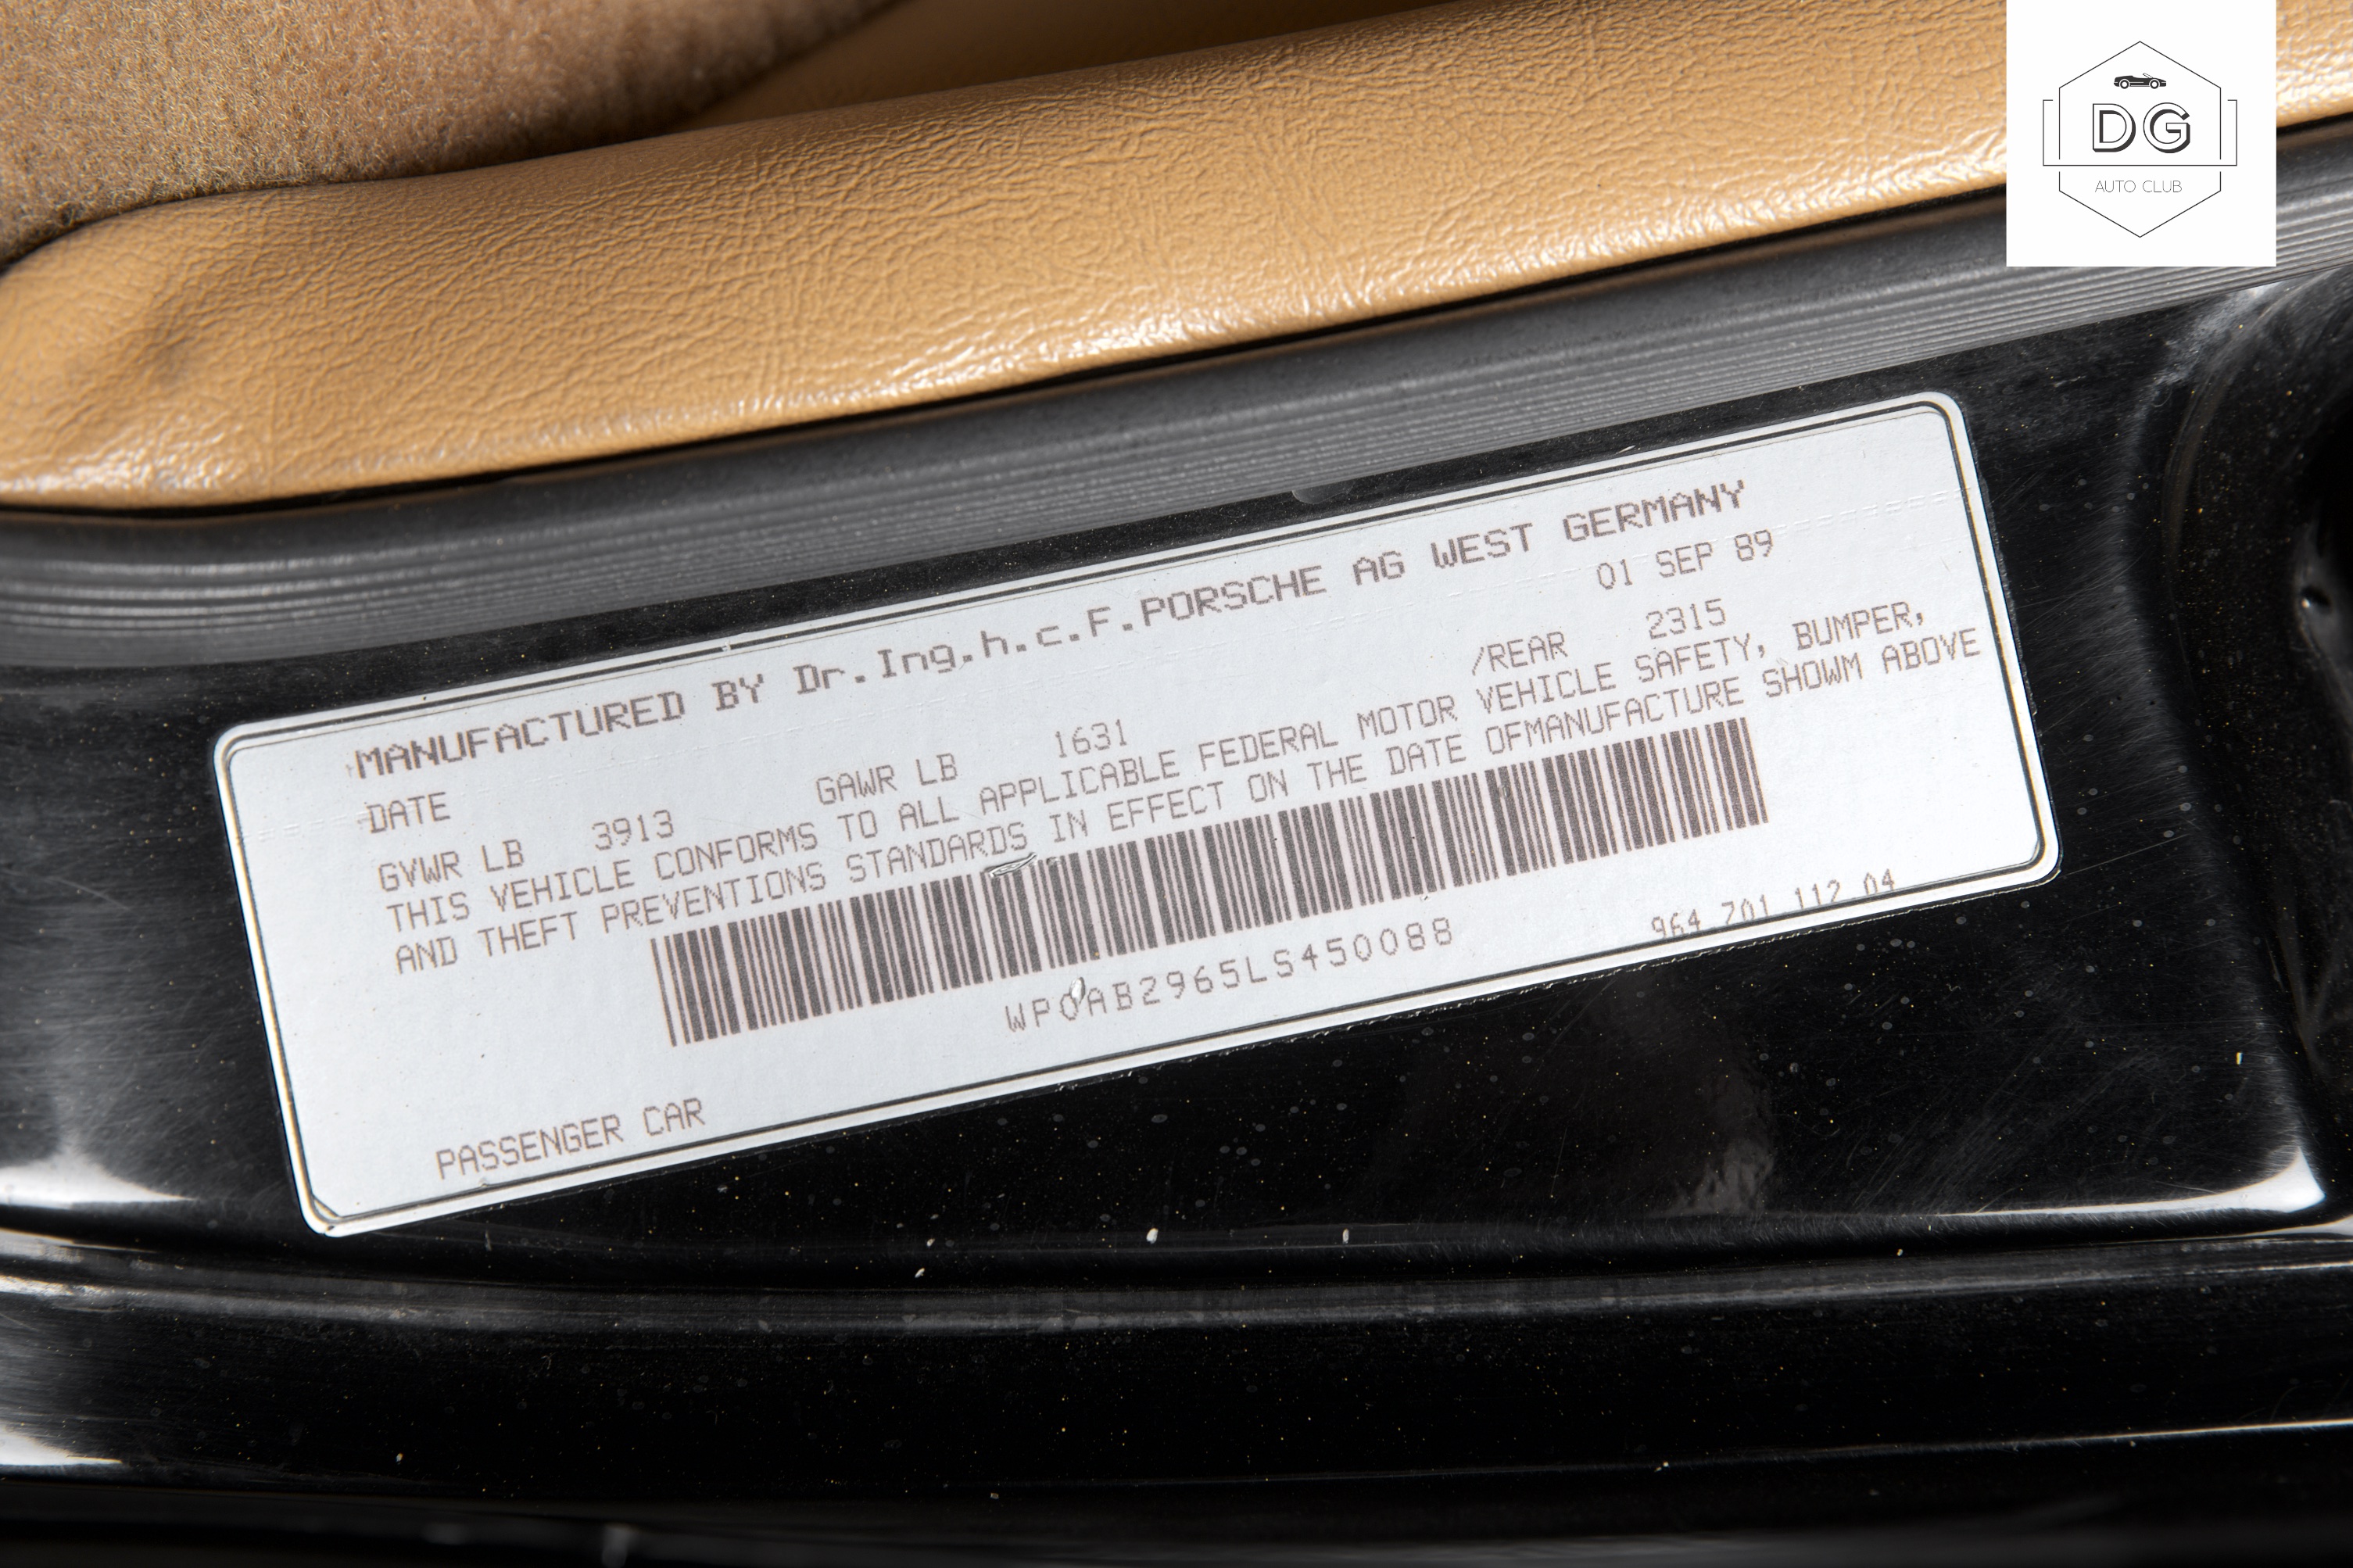 DG
AUTO CLUB
MANUFACTURED BY Dr.Ing.h.c.F.PORSCHE AG WEST GERMANY
DATE 01 SEP 89
GVWR LB 3913 GAWR LB 1631 /REAR 2315
THIS VEHICLE CONFORMS TO ALL APPLICABLE FEDERAL MOTOR VEHICLE SAFETY, BUMPER,
AND THEFT PREVENTIONS STANDARDS IN EFFECT ON THE DATE OFMANUFACTURE SHOWM ABOVE
WP0AB2965LS450088
964 701 112 04
PASSENGER CAR